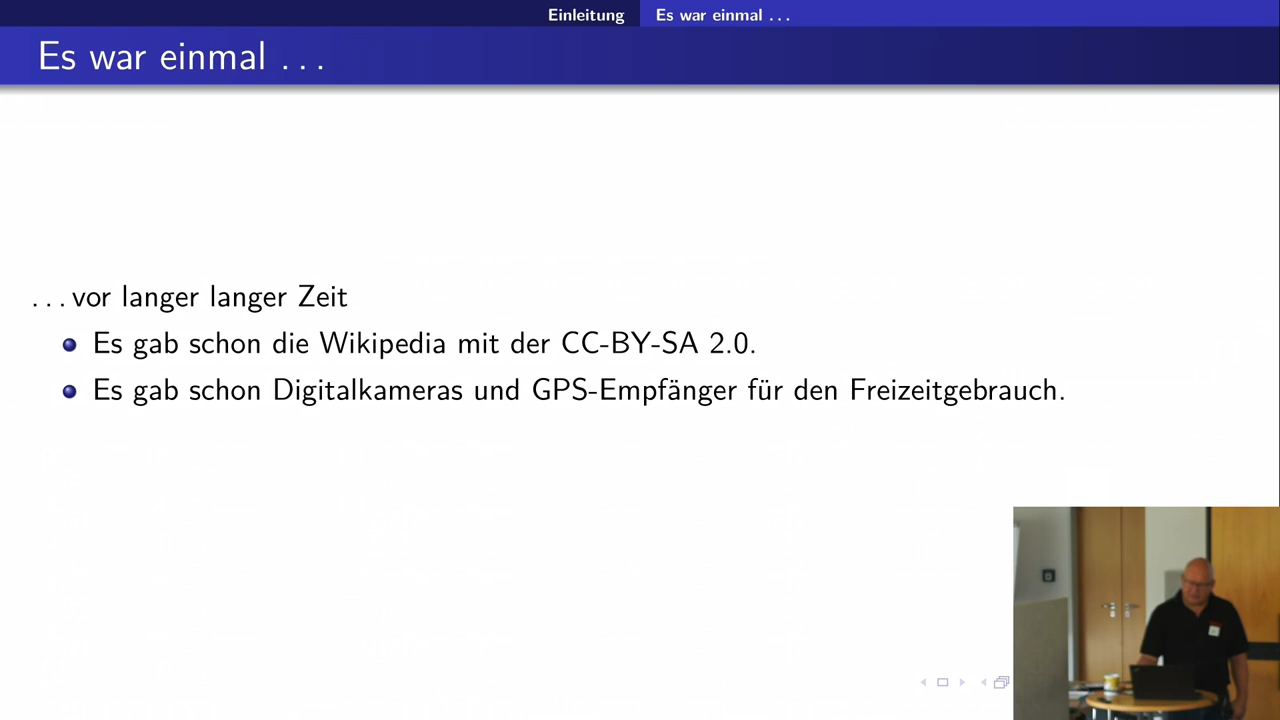 Einleitung Es war einmal . . .
Es war einmal . . .
. . . vor langer langer Zeit
Es gab schon die Wikipedia mit der CC-BY-SA 2.0.
Es gab schon Digitalkameras und GPS-Empfänger für den Freizeitgebrauch.